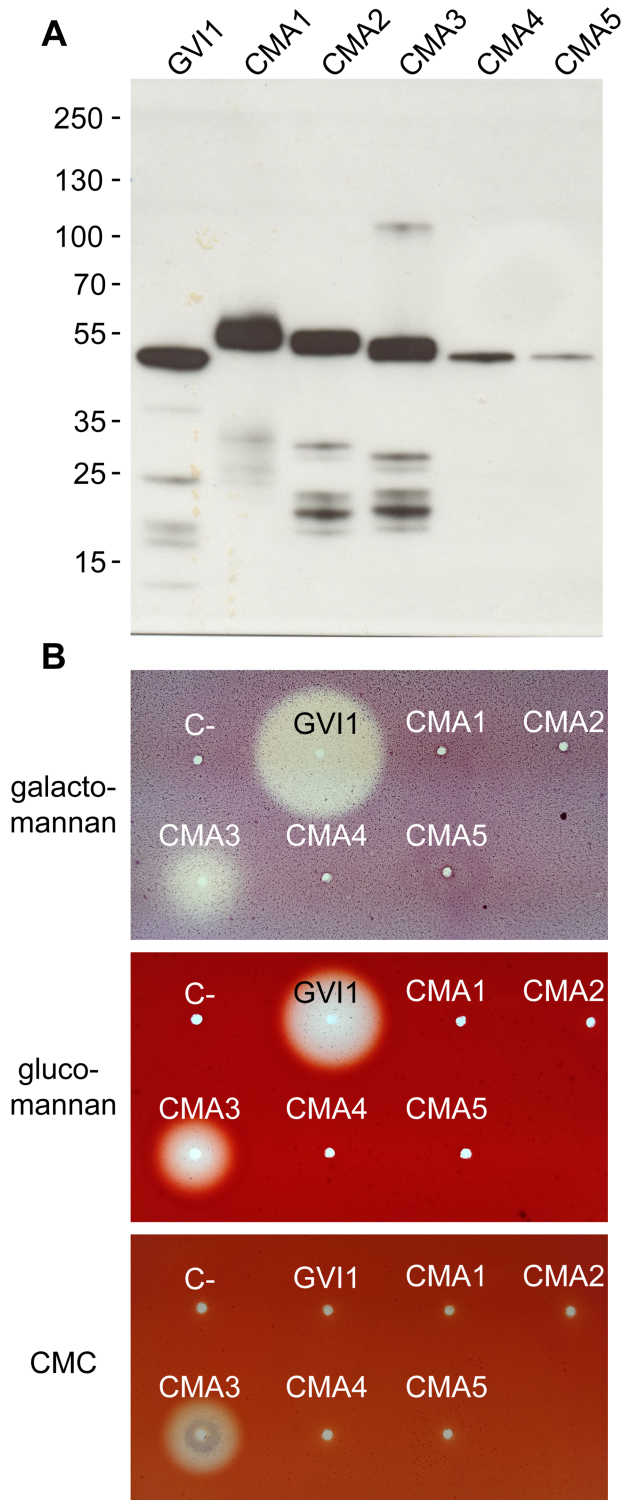 A
GVI1 CMA1 CMA2 CMA3 CMA4 CMA5
250 -
130 -
100 -
70 -
55 -
35 -
25 -
15 -
B
galacto-
mannan
C- GVI1 CMA1 CMA2
CMA3 CMA4 CMA5
gluco-
mannan
C- GVI1 CMA1 CMA2
CMA3 CMA4 CMA5
CMC
C- GVI1 CMA1 CMA2
CMA3 CMA4 CMA5